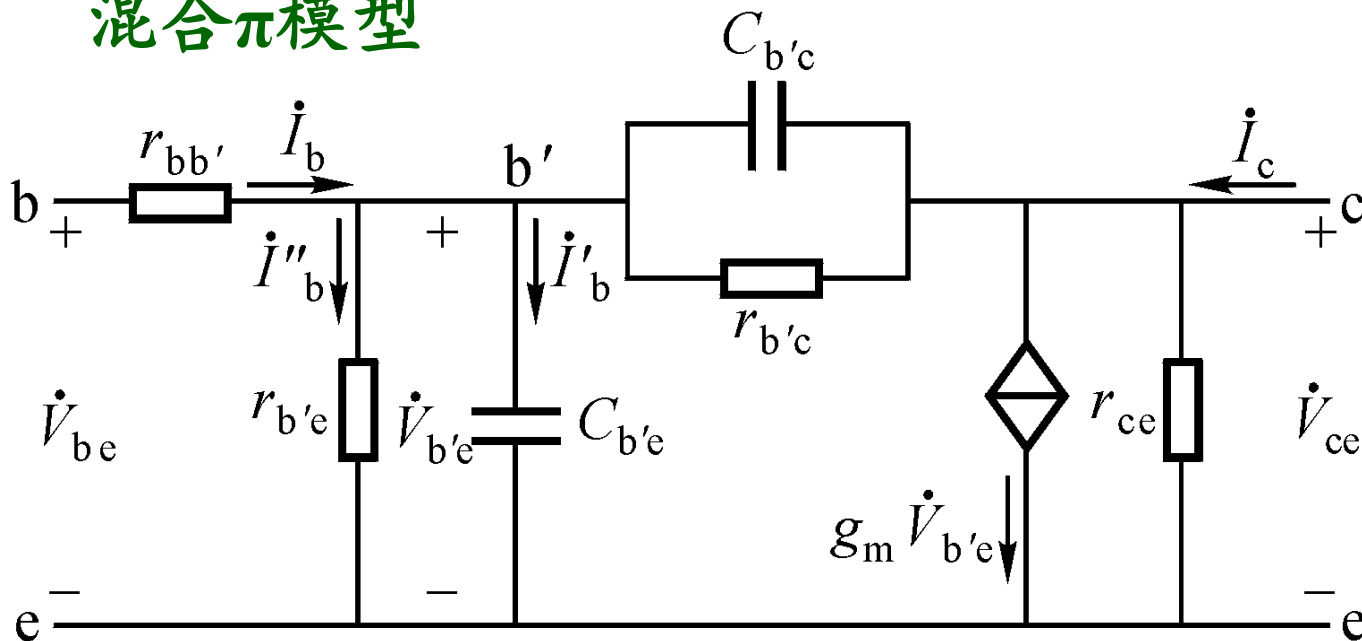 混合π模型
C_b′c
r_bb′
İ_b
b′
İ_c
b
c
+
+
+
İ″_b
İ′_b
r_b′c
V̇_be
r_b′e
V̇_b′e
C_b′e
r_ce
V̇_ce
g_m V̇_b′e
−
−
−
e
e